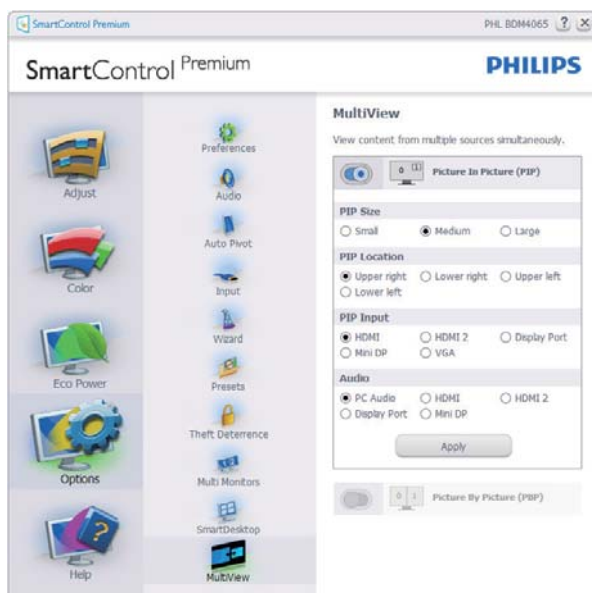 SmartControl Premium
PHL BDM4065 ? X
SmartControl Premium
PHILIPS
Adjust
Color
Eco Power
Options
Help
Preferences
Audio
Auto Pivot
Input
Wizard
Presets
Theft Deterrence
Multi Monitors
SmartDesktop
MultiView
MultiView
View content from multiple sources simultaneously.
0 1 Picture In Picture (PIP)
PIP Size
Small Medium Large
PIP Location
Upper right Lower right Upper left
Lower left
PIP Input
HDMI HDMI 2 Display Port
Mini DP VGA
Audio
PC Audio HDMI HDMI 2
Display Port Mini DP
Apply
0 1 Picture By Picture (PBP)